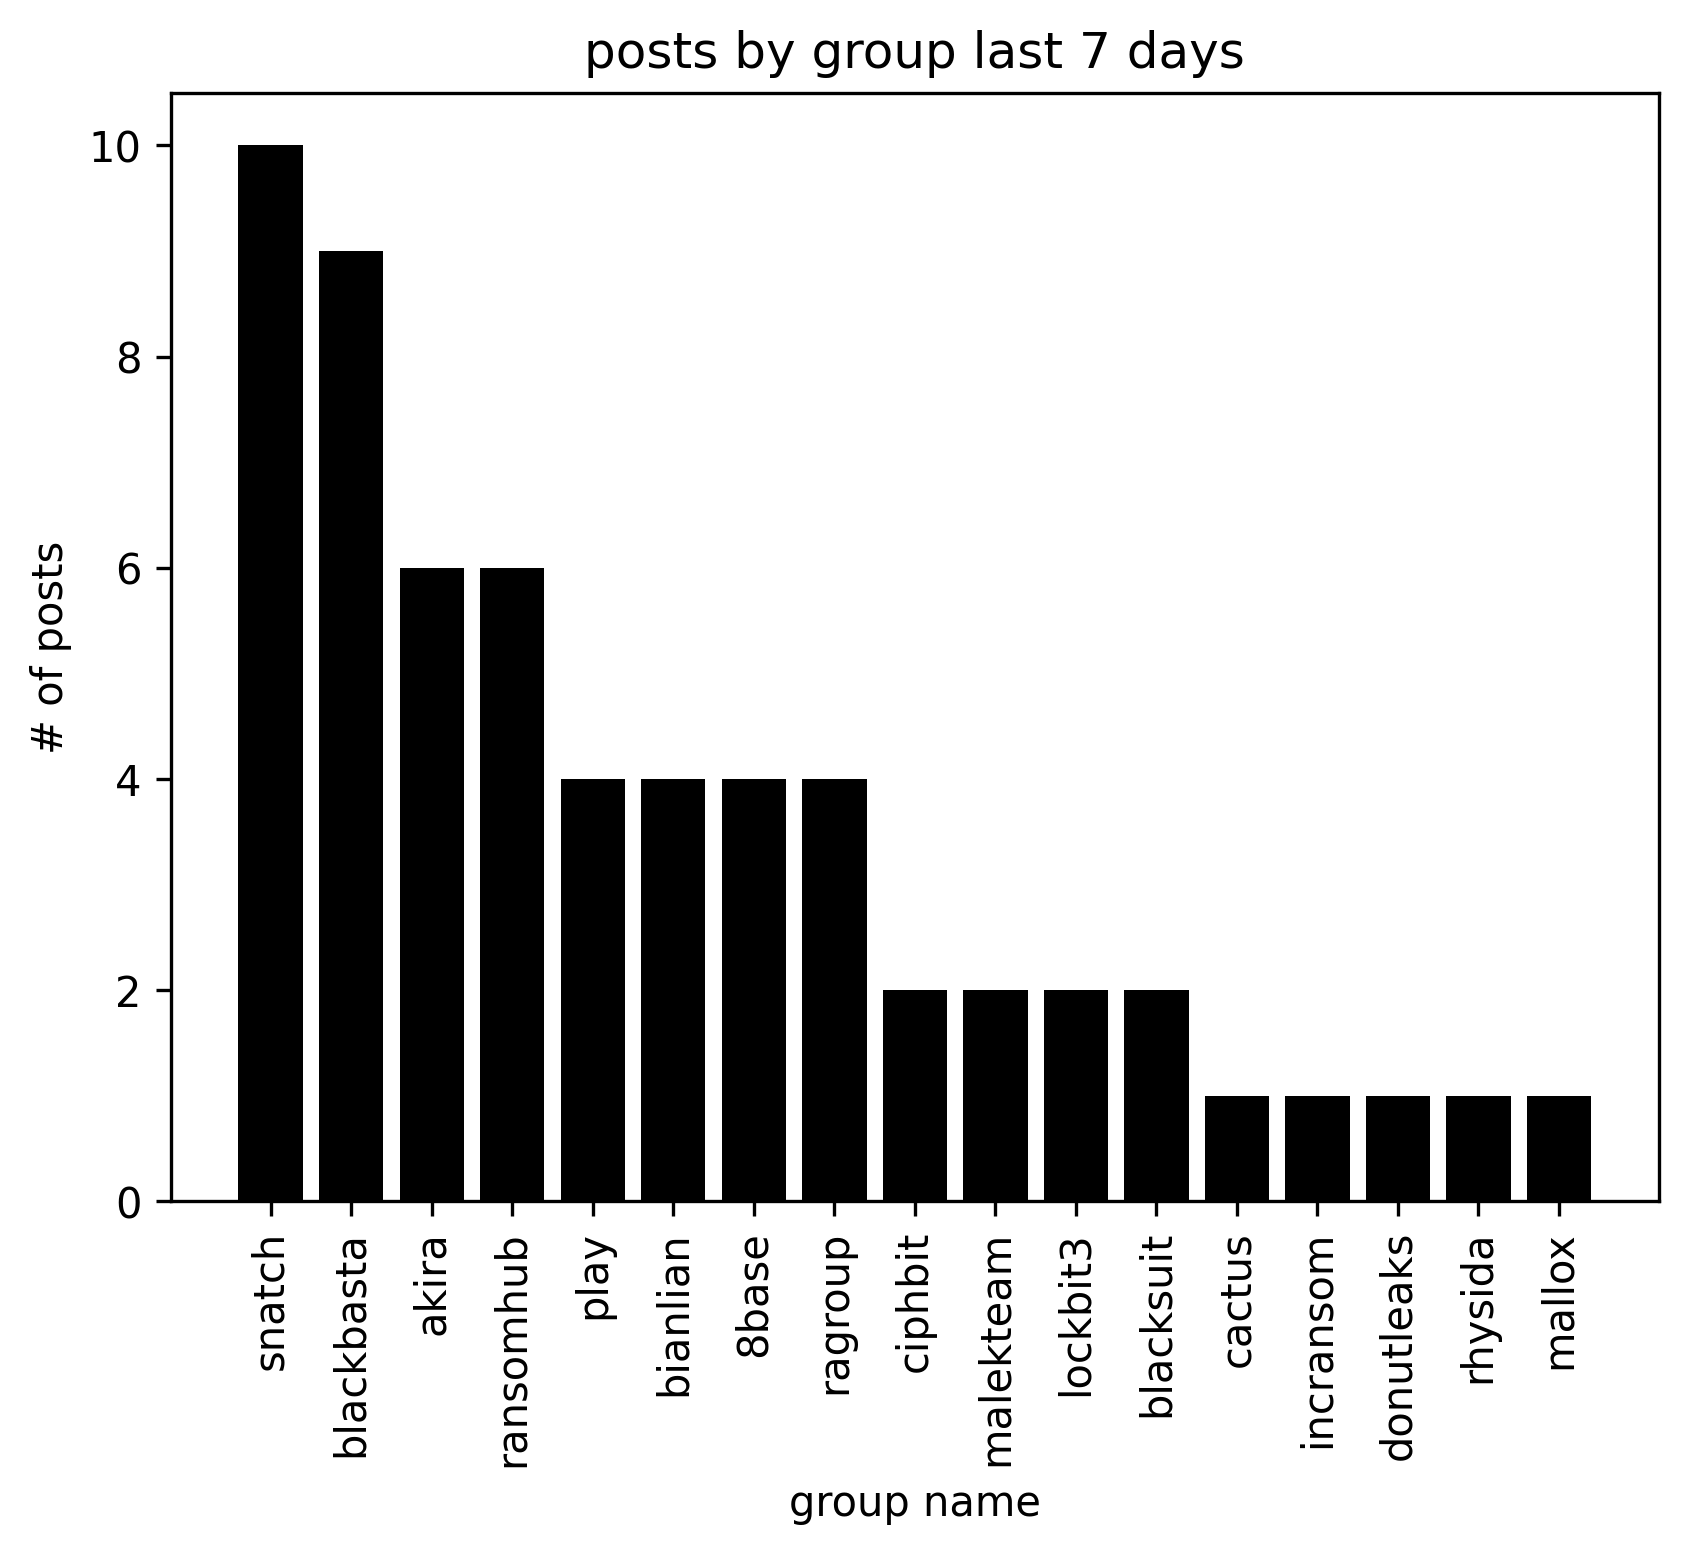 posts by group last 7 days
# of posts
10
8
6
4
2
0
snatch
blackbasta
akira
ransomhub
play
bianlian
8base
ragroup
ciphbit
malekteam
lockbit3
blacksuit
cactus
incransom
donutleaks
rhysida
mallox
group name